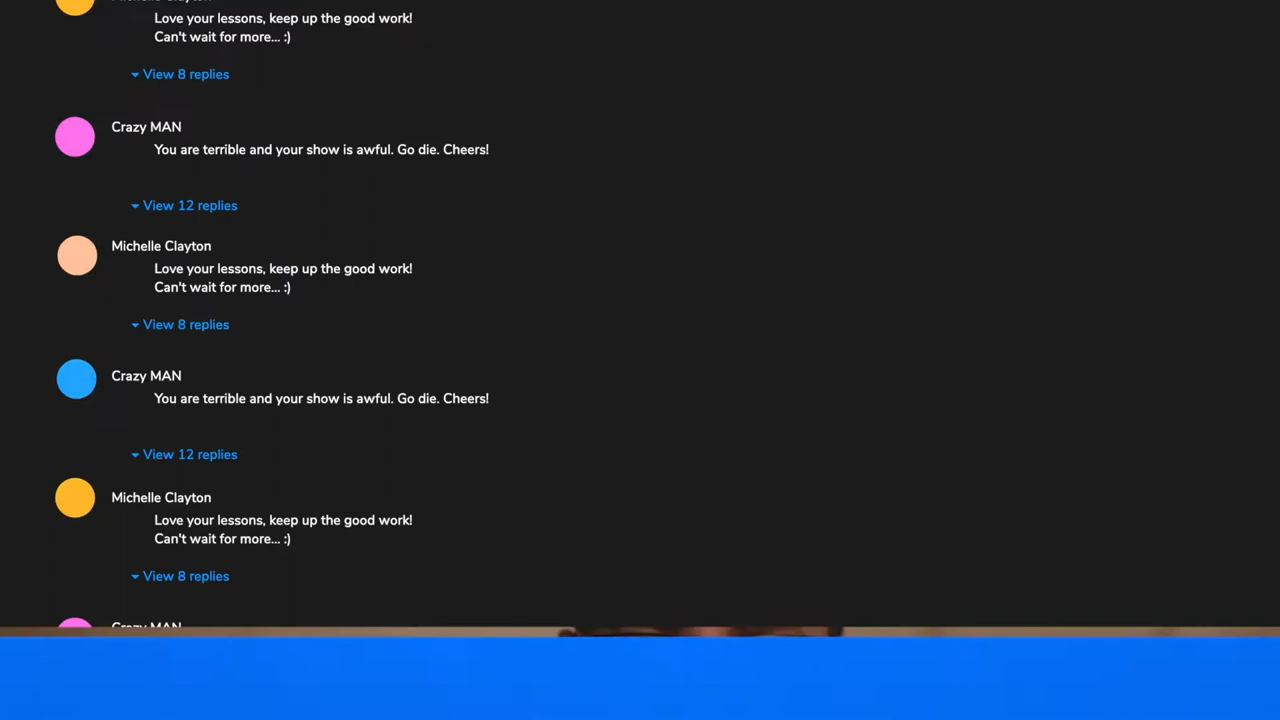 Michelle Clayton
Love your lessons, keep up the good work!
Can't wait for more... :)
View 8 replies
Crazy MAN
You are terrible and your show is awful. Go die. Cheers!
View 12 replies
Michelle Clayton
Love your lessons, keep up the good work!
Can't wait for more... :)
View 8 replies
Crazy MAN
You are terrible and your show is awful. Go die. Cheers!
View 12 replies
Michelle Clayton
Love your lessons, keep up the good work!
Can't wait for more... :)
View 8 replies
Crazy MAN